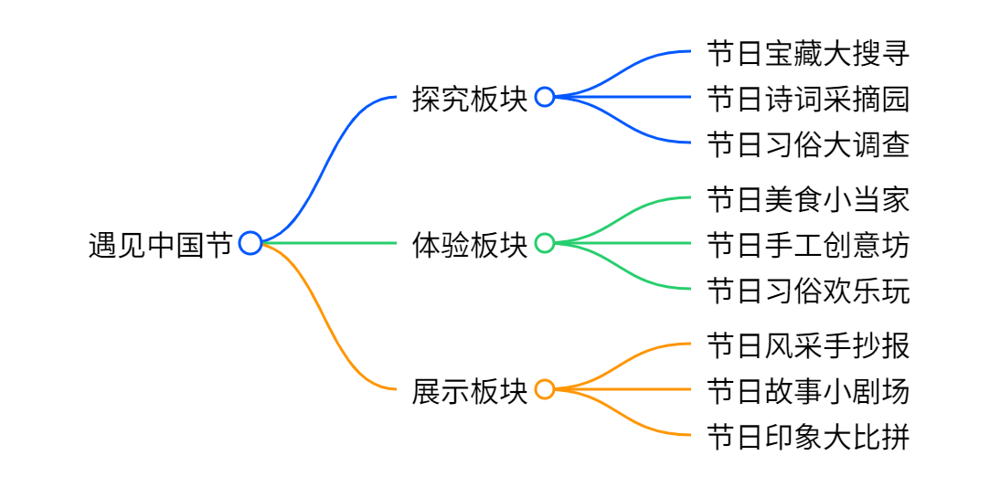 遇见中国节
探究板块
节日宝藏大搜寻
节日诗词采摘园
节日习俗大调查
体验板块
节日美食小当家
节日手工创意坊
节日习俗欢乐玩
展示板块
节日风采手抄报
节日故事小剧场
节日印象大比拼